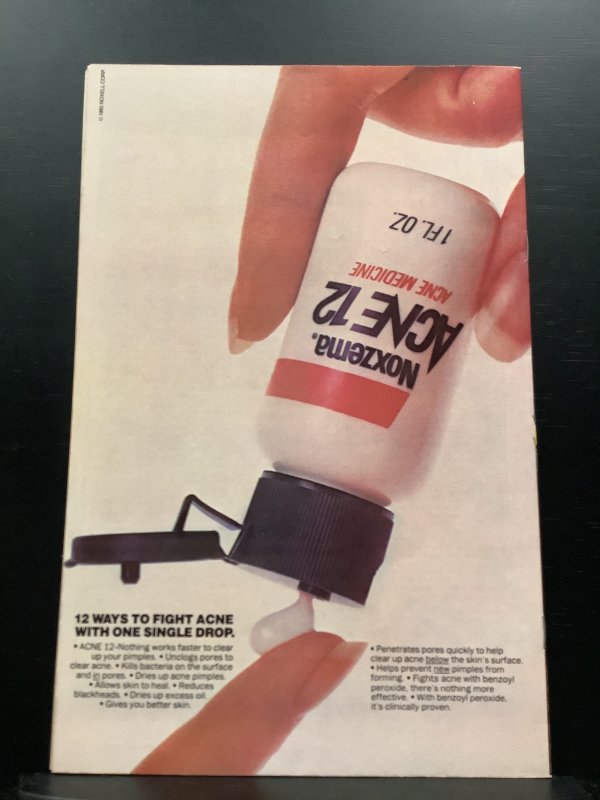 © 1985 NOXELL CORP.
1 FL. OZ.
ACNE MEDICINE
ACNE 12
Noxzema®
12 WAYS TO FIGHT ACNE
WITH ONE SINGLE DROP.
• ACNE 12–Nothing works faster to clear
up your pimples. • Unclogs pores to
clear acne. • Kills bacteria on the surface
and in pores. • Dries up acne pimples.
• Allows skin to heal. • Reduces
blackheads. • Dries up excess oil.
• Gives you better skin.
• Penetrates pores quickly to help
clear up acne below the skin's surface.
• Helps prevent new pimples from
forming. • Fights acne with benzoyl
peroxide, there's nothing more
effective. • With benzoyl peroxide.
It's clinically proven.